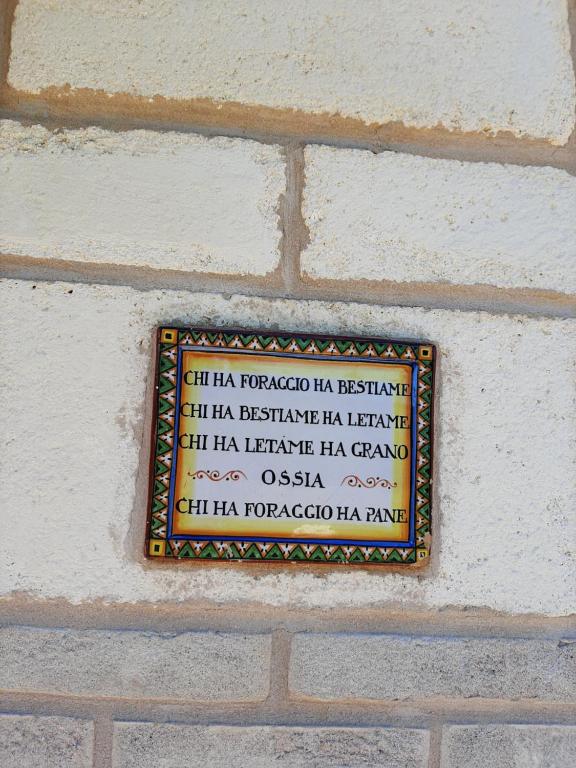 CHI HA FORAGGIO HA BESTIAME
CHI HA BESTIAME HA LETAME
CHI HA LETAME HA GRANO
OSSIA
CHI HA FORAGGIO HA PANE